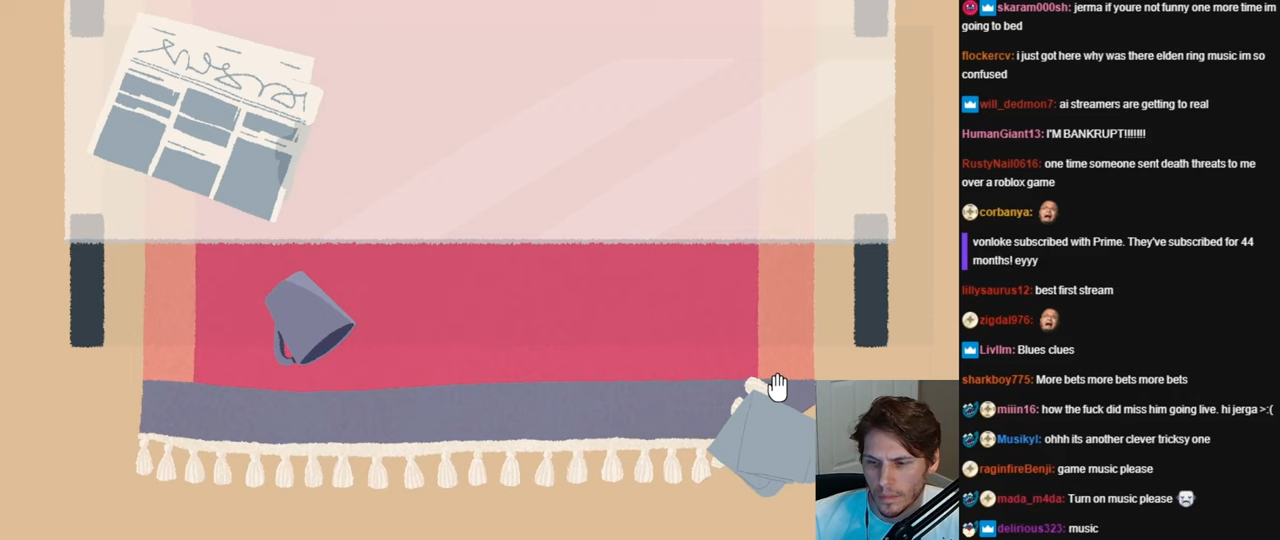 skaram000sh: jerma if youre not funny one more time im
going to bed
flockercv: i just got here why was there elden ring music im so
confused
will_dedmon7: ai streamers are getting to real
HumanGiant13: I'M BANKRUPT!!!!!!!
RustyNail0616: one time someone sent death threats to me
over a roblox game
corbanya:
vonloke subscribed with Prime. They've subscribed for 44
months! eyyy
lillysaurus12: best first stream
zigdal976:
Livllm: Blues clues
sharkboy775: More bets more bets more bets
miiin16: how the fuck did miss him going live. hi jerga >:(
Musikyl: ohhh its another clever tricksy one
raginfireBenji: game music please
mada_m4da: Turn on music please
delirious323: music